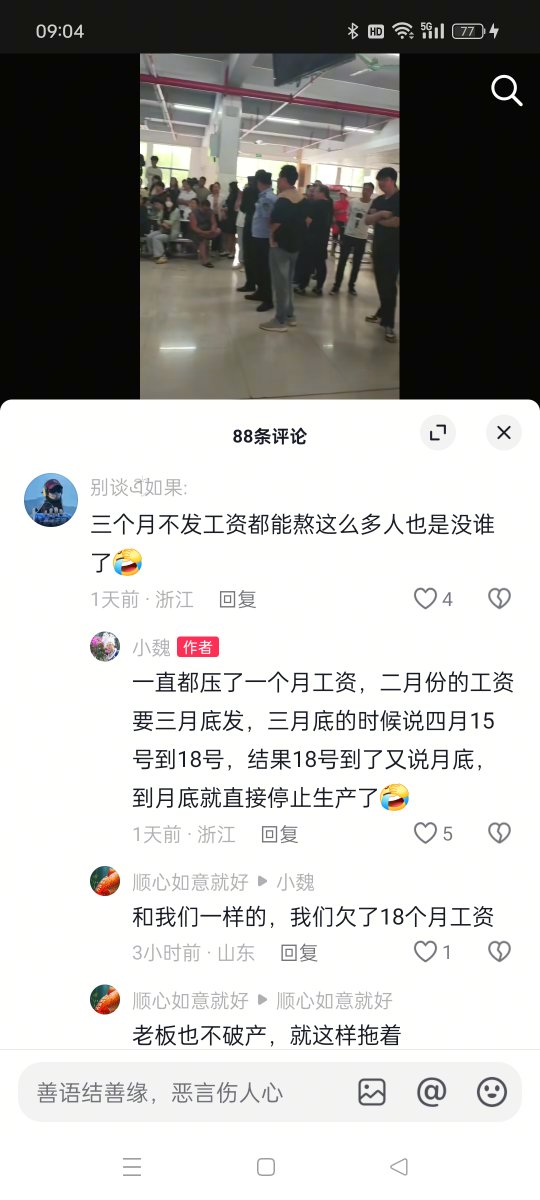 09:04
HD
5G
77
88条评论
别谈ఎ如果:
三个月不发工资都能熬这么多人也是没谁
了
1天前 · 浙江 回复 4
小魏 作者
一直都压了一个月工资，二月份的工资
要三月底发，三月底的时候说四月15
号到18号，结果18号到了又说月底，
到月底就直接停止生产了
1天前 · 浙江 回复 5
顺心如意就好 ▶ 小魏
和我们一样的，我们欠了18个月工资
3小时前 · 山东 回复 1
顺心如意就好 ▶ 顺心如意就好
老板也不破产，就这样拖着
善语结善缘，恶言伤人心 @